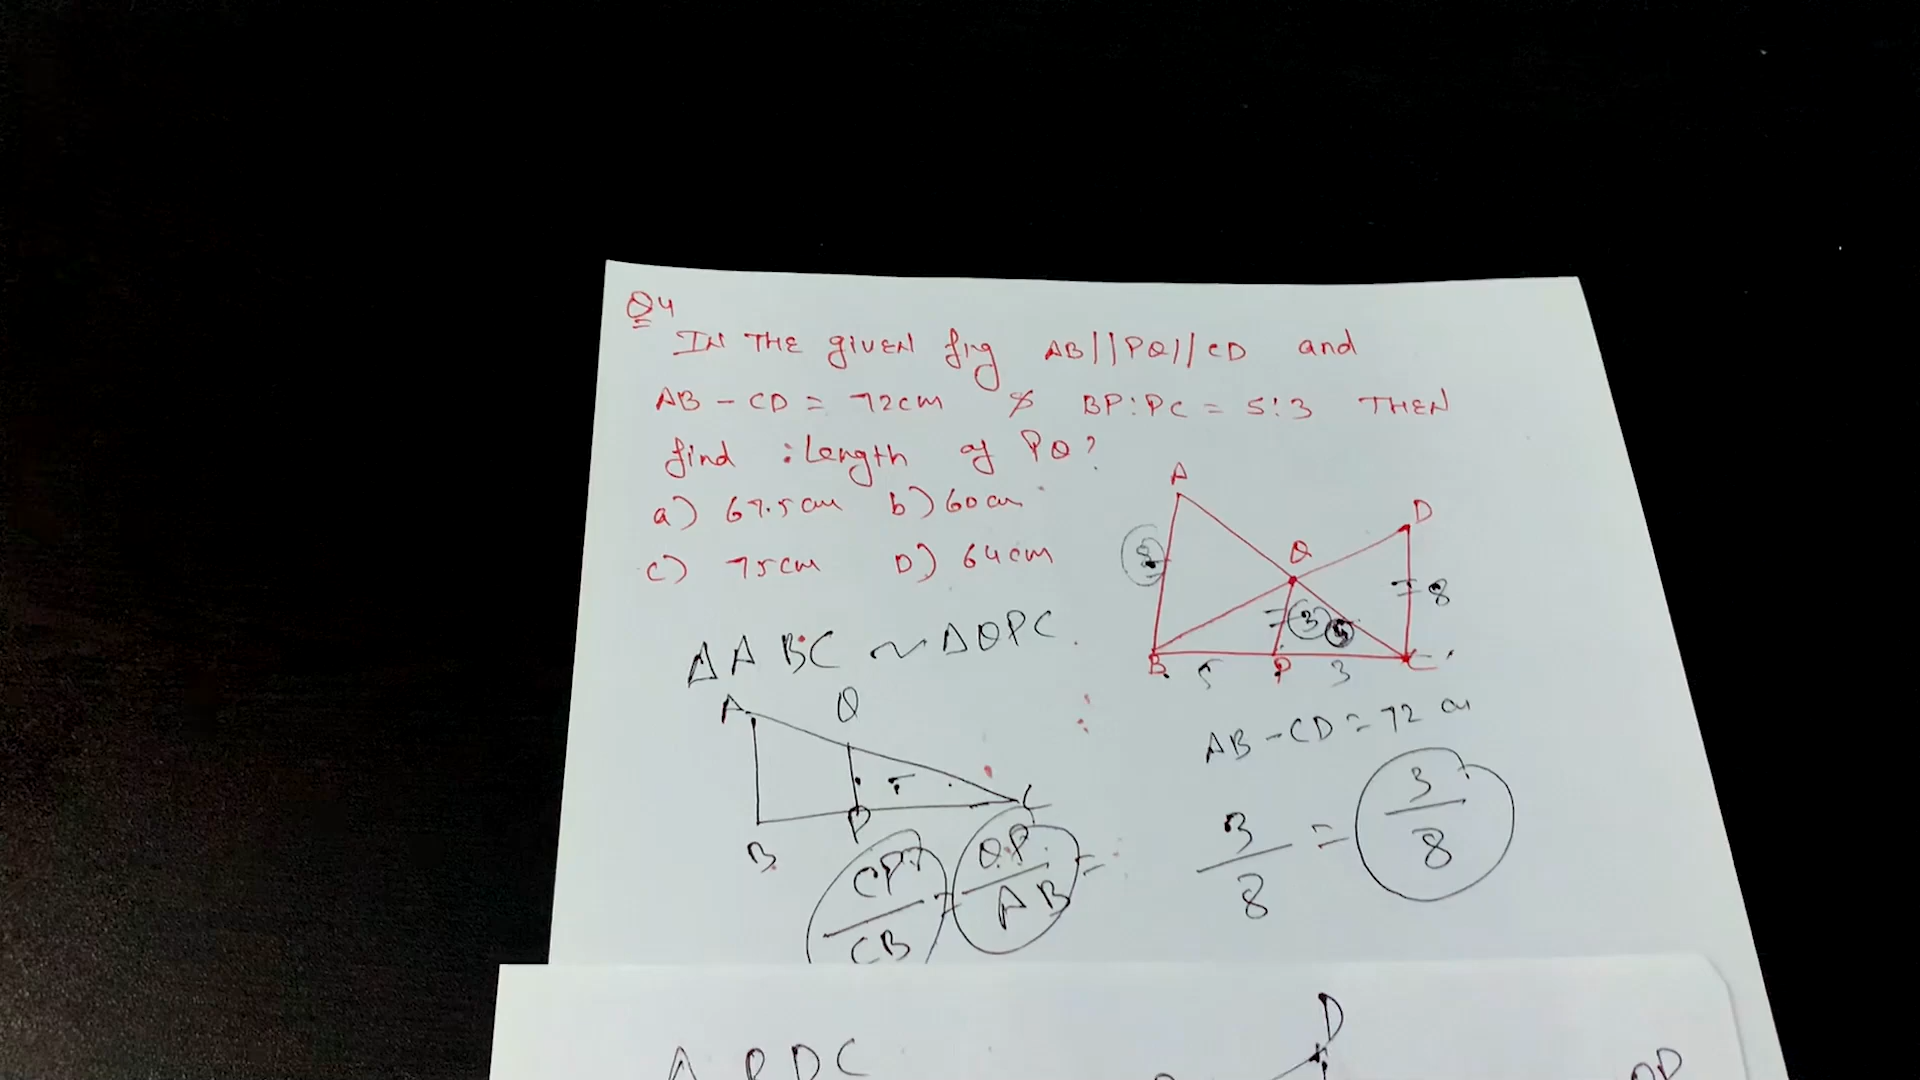 Q4
IN THE given fig AB||PQ||CD and
AB - CD = 72cm & BP:PC = 5:3 THEN
find : Length of PQ?
a) 67.5cm b) 60cm
c) 75cm D) 64cm
A
D
Q
8
= 8
= 3
B P C
5 3
ΔABC ~ ΔQPC.
A Q
B P C
AB - CD = 72 cm
CP/CB = QP/AB =
3/8 = 3/8
D